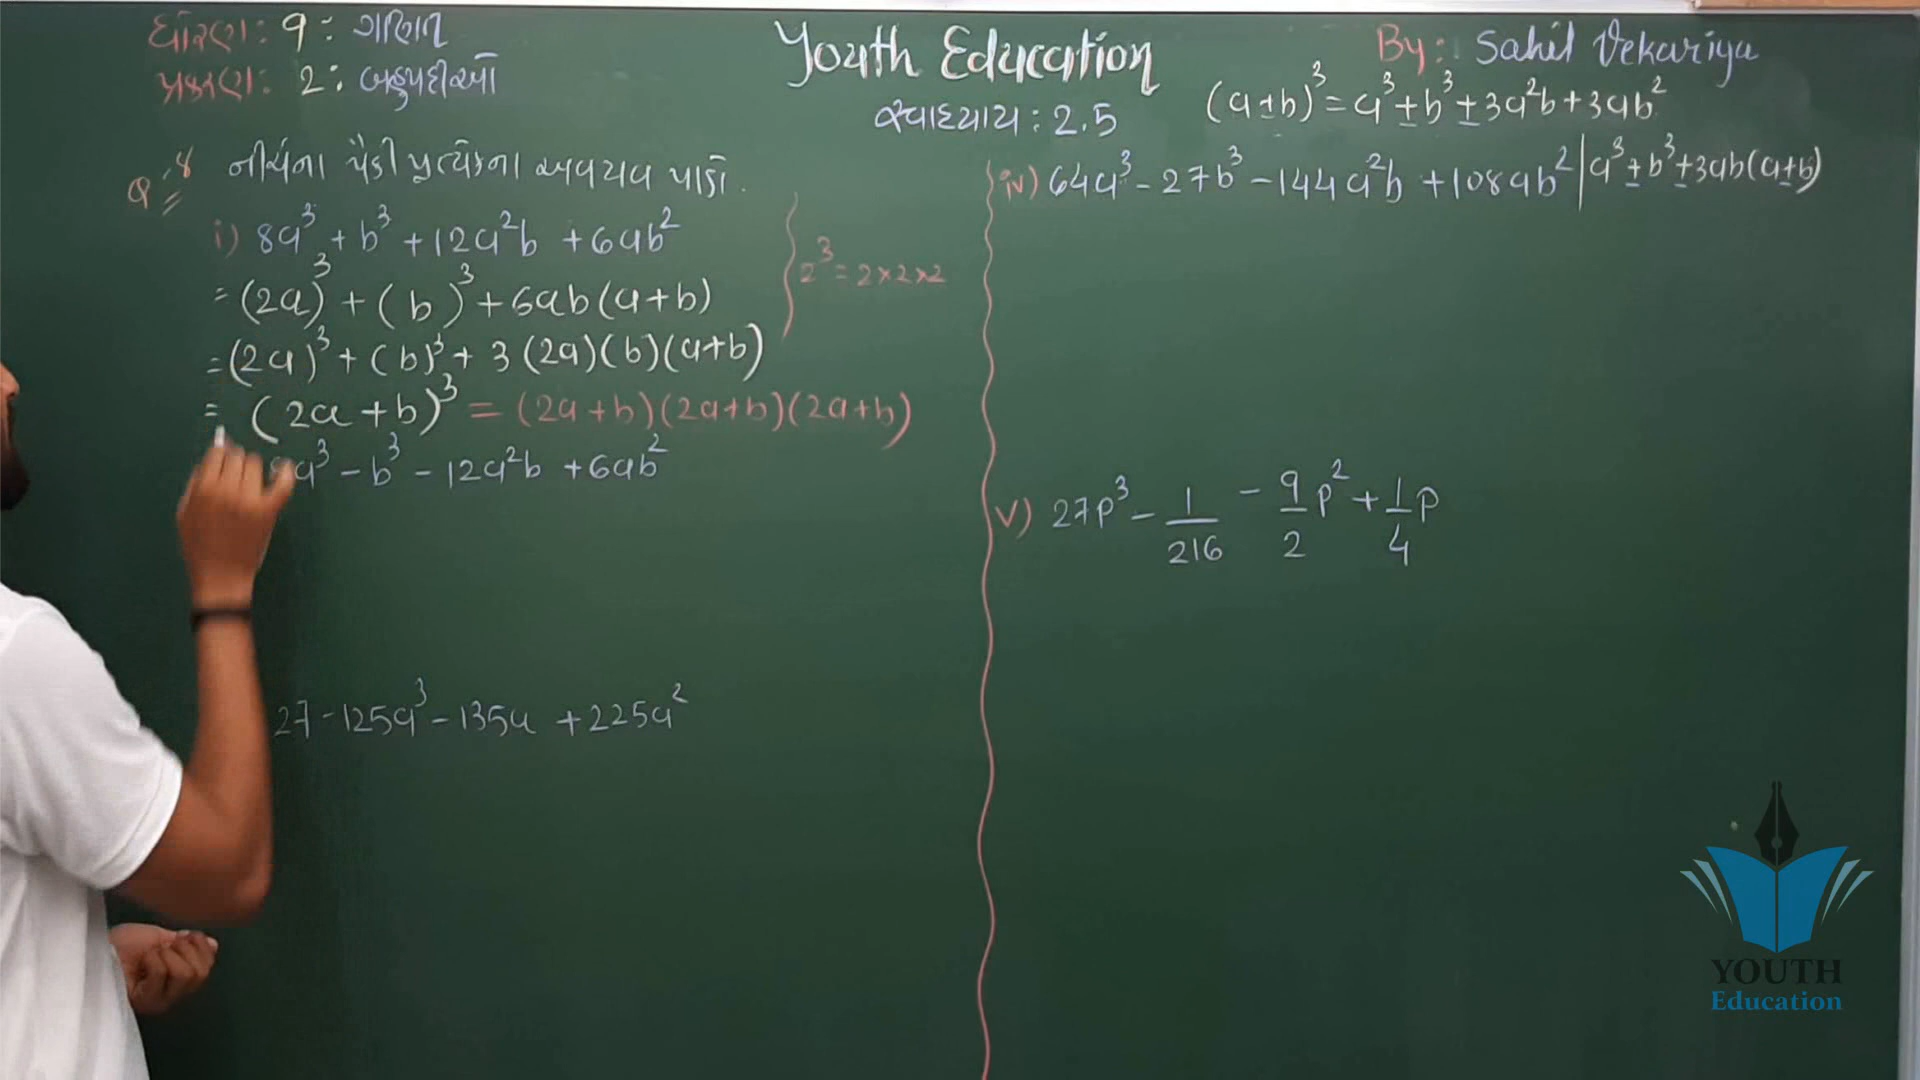 ધોરણ : 9 : ગણિત
પ્રકરણ : 2 : બહુપદીઓ
Youth Education
સ્વાધ્યાય : 2.5
By : Sahil Vekariya
(a±b)³ = a³ ± b³ ± 3a²b + 3ab²
Q.8 નીચેના પૈકી પ્રત્યેકના અવયવ પાડો.
i) 8a³ + b³ + 12a²b + 6ab²
= (2a)³ + (b)³ + 6ab(a+b)
= (2a)³ + (b)³ + 3(2a)(b)(a+b)
= (2a+b)³ = (2a+b)(2a+b)(2a+b)
2³ = 2×2×2
8a³ - b³ - 12a²b + 6ab²
27 - 125a³ - 135a + 225a²
iv) 64a³ - 27b³ - 144a²b + 108ab² | a³ ± b³ ± 3ab(a±b)
v) 27p³ - 1/216 - 9/2 p² + 1/4 p
YOUTH
Education